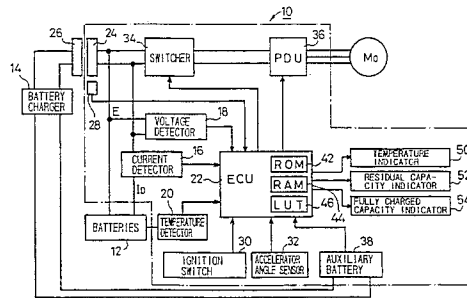 10
26
24
34
SWITCHER
36
PDU
Mo
14
BATTERY
CHARGER
28
E
18
VOLTAGE
DETECTOR
16
CURRENT
DETECTOR
22
ECU
ROM
42
RAM
44
LUT
46
50
TEMPERATURE
INDICATOR
52
RESIDUAL CAPA-
CITY INDICATOR
54
FULLY CHARGED
CAPACITY INDICATOR
ID
20
BATTERIES
12
TEMPERATURE
DETECTOR
30
IGNITION
SWITCH
32
ACCELERATOR
ANGLE SENSOR
38
AUXILIARY
BATTERY